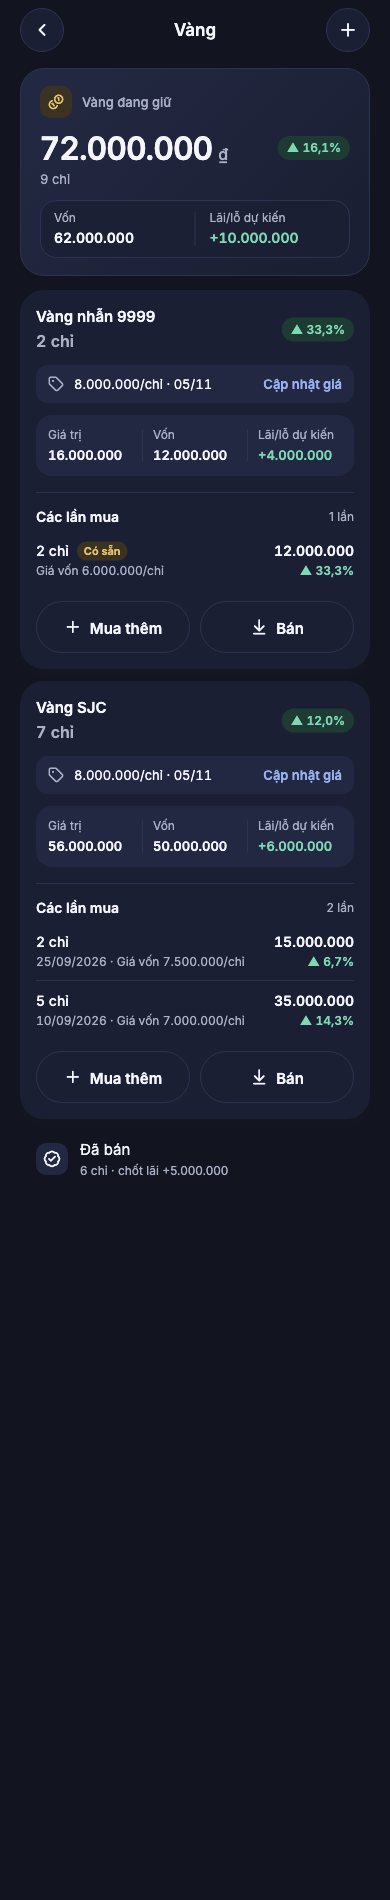 Vàng
Vàng đang giữ
72.000.000 ₫
▲ 16,1%
9 chỉ
Vốn
62.000.000
Lãi/lỗ dự kiến
+10.000.000
Vàng nhẫn 9999
2 chỉ
▲ 33,3%
8.000.000/chỉ · 05/11
Cập nhật giá
Giá trị
16.000.000
Vốn
12.000.000
Lãi/lỗ dự kiến
+4.000.000
Các lần mua
1 lần
2 chỉ Có sẵn
12.000.000
Giá vốn 6.000.000/chỉ
▲ 33,3%
Mua thêm
Bán
Vàng SJC
7 chỉ
▲ 12,0%
8.000.000/chỉ · 05/11
Cập nhật giá
Giá trị
56.000.000
Vốn
50.000.000
Lãi/lỗ dự kiến
+6.000.000
Các lần mua
2 lần
2 chỉ
15.000.000
25/09/2026 · Giá vốn 7.500.000/chỉ
▲ 6,7%
5 chỉ
35.000.000
10/09/2026 · Giá vốn 7.000.000/chỉ
▲ 14,3%
Mua thêm
Bán
Đã bán
6 chỉ · chốt lãi +5.000.000